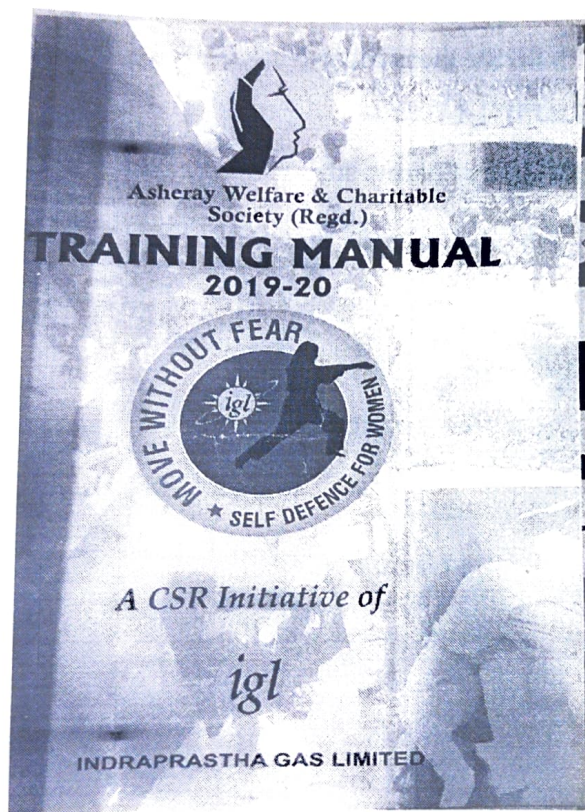 Asheray Welfare & Charitable
Society (Regd.)
TRAINING MANUAL
2019-20
MOVE WITHOUT FEAR
igl
★ SELF DEFENCE FOR WOMEN
A CSR Initiative of
igl
INDRAPRASTHA GAS LIMITED